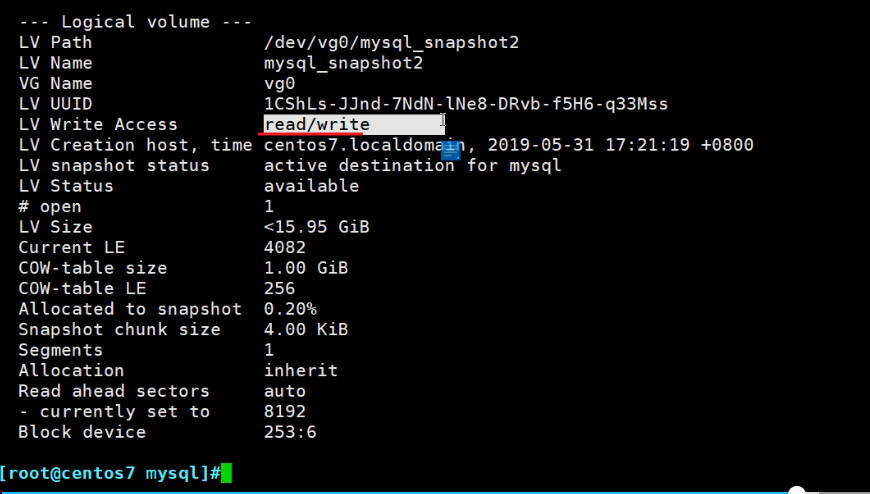 --- Logical volume ---
LV Path                /dev/vg0/mysql_snapshot2
LV Name                mysql_snapshot2
VG Name                vg0
LV UUID                1CShLs-JJnd-7NdN-lNe8-DRvb-f5H6-q33Mss
LV Write Access        read/write
LV Creation host, time centos7.localdomain, 2019-05-31 17:21:19 +0800
LV snapshot status     active destination for mysql
LV Status              available
# open                 1
LV Size                <15.95 GiB
Current LE             4082
COW-table size         1.00 GiB
COW-table LE           256
Allocated to snapshot  0.20%
Snapshot chunk size    4.00 KiB
Segments               1
Allocation             inherit
Read ahead sectors     auto
- currently set to     8192
Block device           253:6
[root@centos7 mysql]#